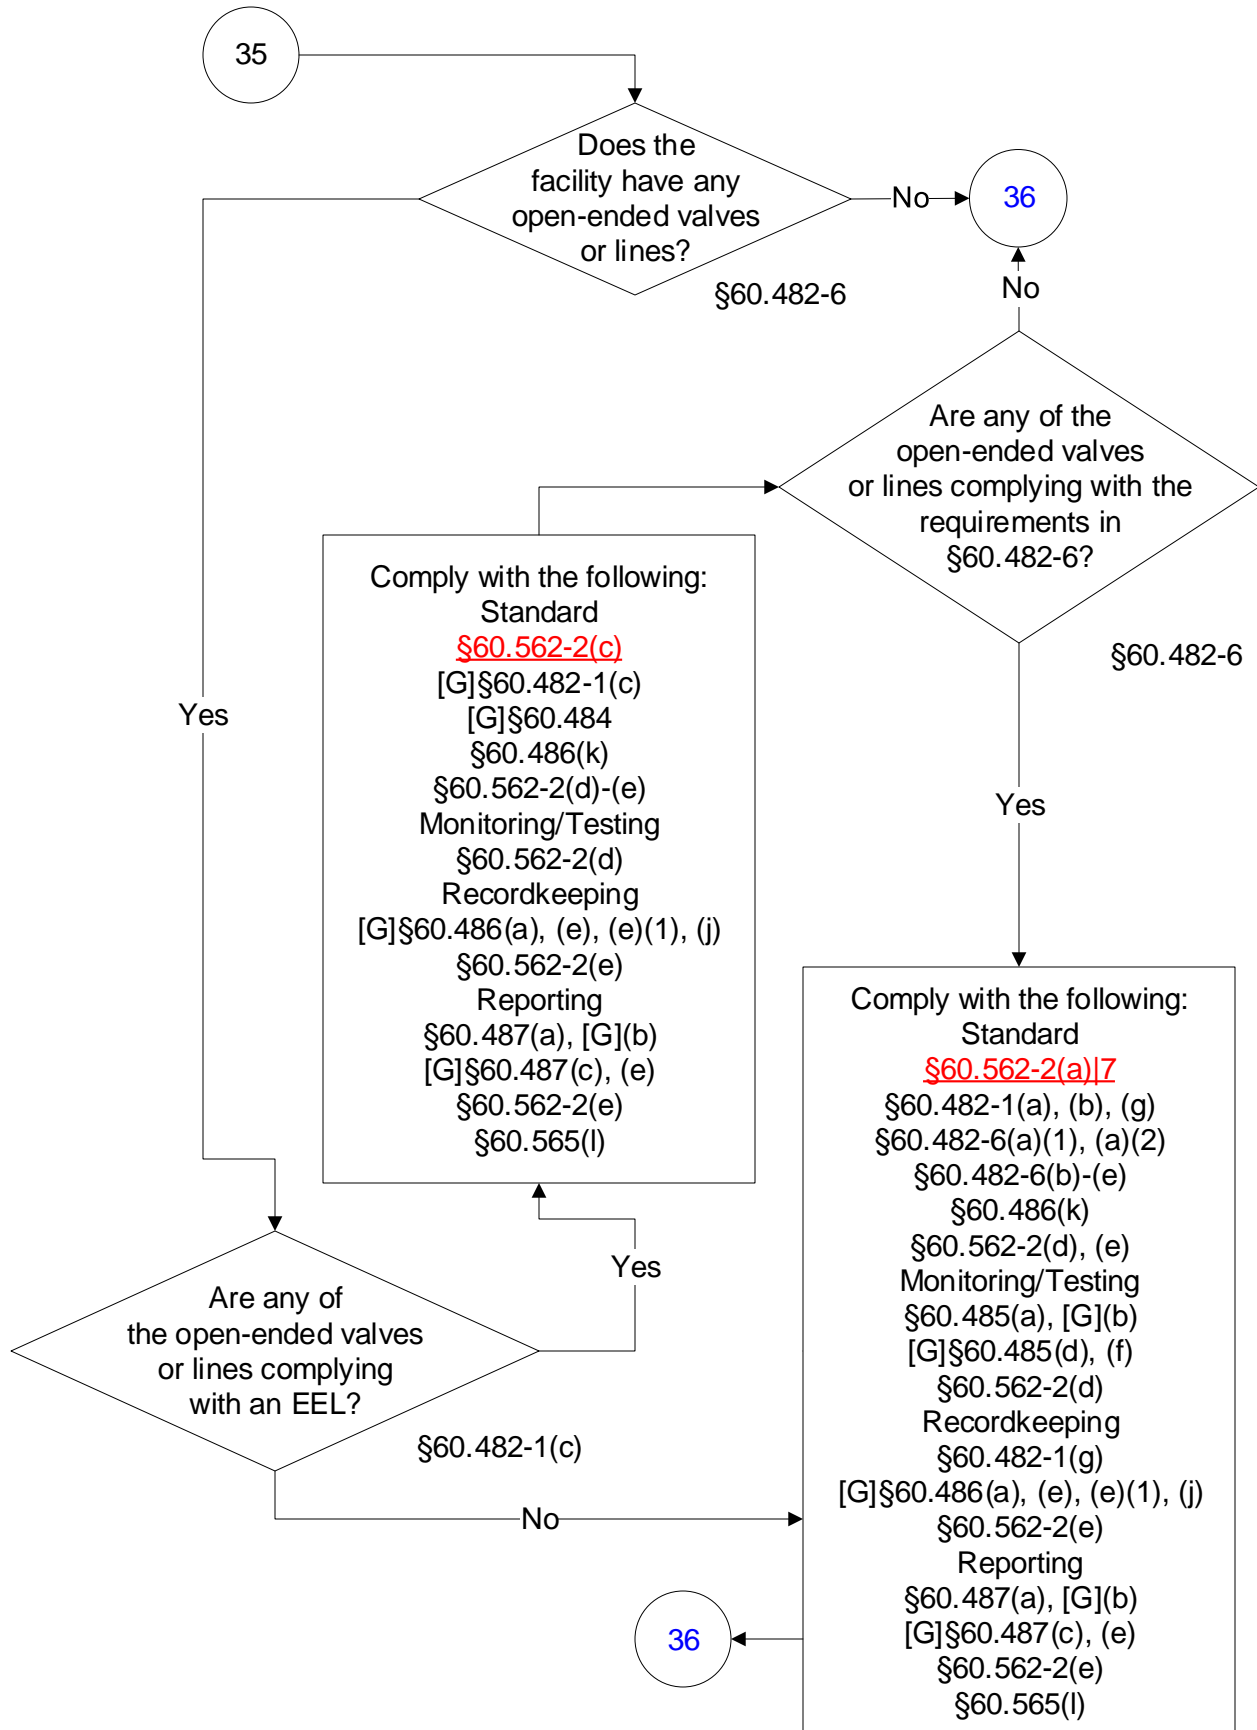 35
Does the
facility have any
open-ended valves
or lines?
No
36
§60.482-6
No
Are any of the
open-ended valves
or lines complying with the
requirements in
§60.482-6?
§60.482-6
Yes
Comply with the following:
Standard
§60.562-2(c)
[G]§60.482-1(c)
[G]§60.484
§60.486(k)
§60.562-2(d)-(e)
Monitoring/Testing
§60.562-2(d)
Recordkeeping
[G]§60.486(a), (e), (e)(1), (j)
§60.562-2(e)
Reporting
§60.487(a), [G](b)
[G]§60.487(c), (e)
§60.562-2(e)
§60.565(l)
Yes
Yes
Are any of
the open-ended valves
or lines complying
with an EEL?
§60.482-1(c)
No
Comply with the following:
Standard
§60.562-2(a)|7
§60.482-1(a), (b), (g)
§60.482-6(a)(1), (a)(2)
§60.482-6(b)-(e)
§60.486(k)
§60.562-2(d), (e)
Monitoring/Testing
§60.485(a), [G](b)
[G]§60.485(d), (f)
§60.562-2(d)
Recordkeeping
§60.482-1(g)
[G]§60.486(a), (e), (e)(1), (j)
§60.562-2(e)
Reporting
§60.487(a), [G](b)
[G]§60.487(c), (e)
§60.562-2(e)
§60.565(l)
36